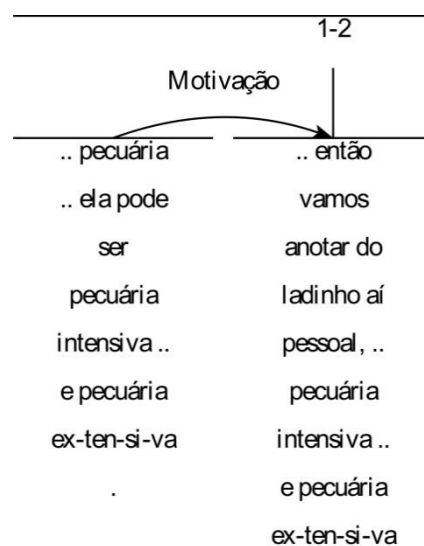 1-2
Motivação
.. pecuária
.. ela pode
ser
pecuária
intensiva ..
e pecuária
ex-ten-si-va
.
.. então
vamos
anotar do
ladinho aí
pessoal, ..
pecuária
intensiva ..
e pecuária
ex-ten-si-va